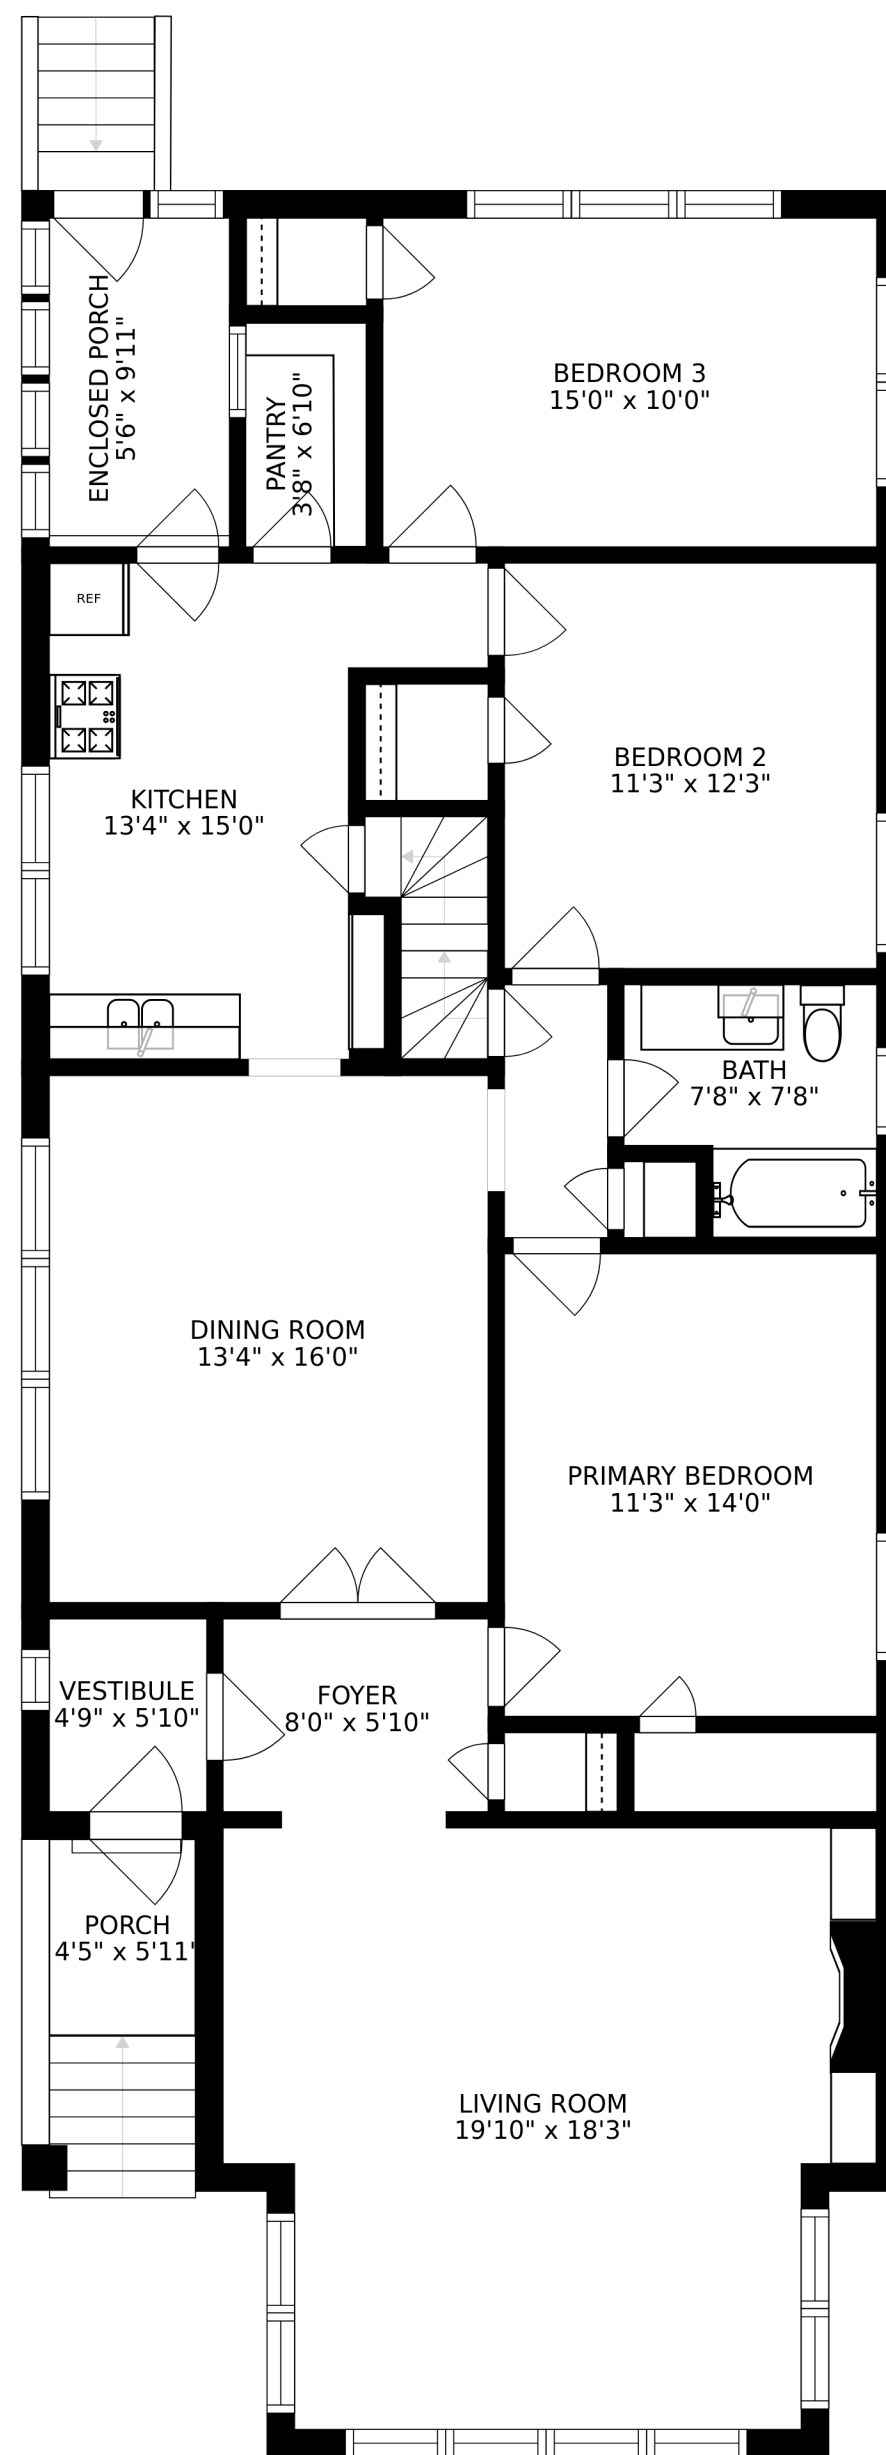 ENCLOSED PORCH
5'6" x 9'11"
PANTRY
3'8" x 6'10"
BEDROOM 3
15'0" x 10'0"
REF
KITCHEN
13'4" x 15'0"
BEDROOM 2
11'3" x 12'3"
BATH
7'8" x 7'8"
DINING ROOM
13'4" x 16'0"
PRIMARY BEDROOM
11'3" x 14'0"
VESTIBULE
4'9" x 5'10"
FOYER
8'0" x 5'10"
PORCH
4'5" x 5'11"
LIVING ROOM
19'10" x 18'3"